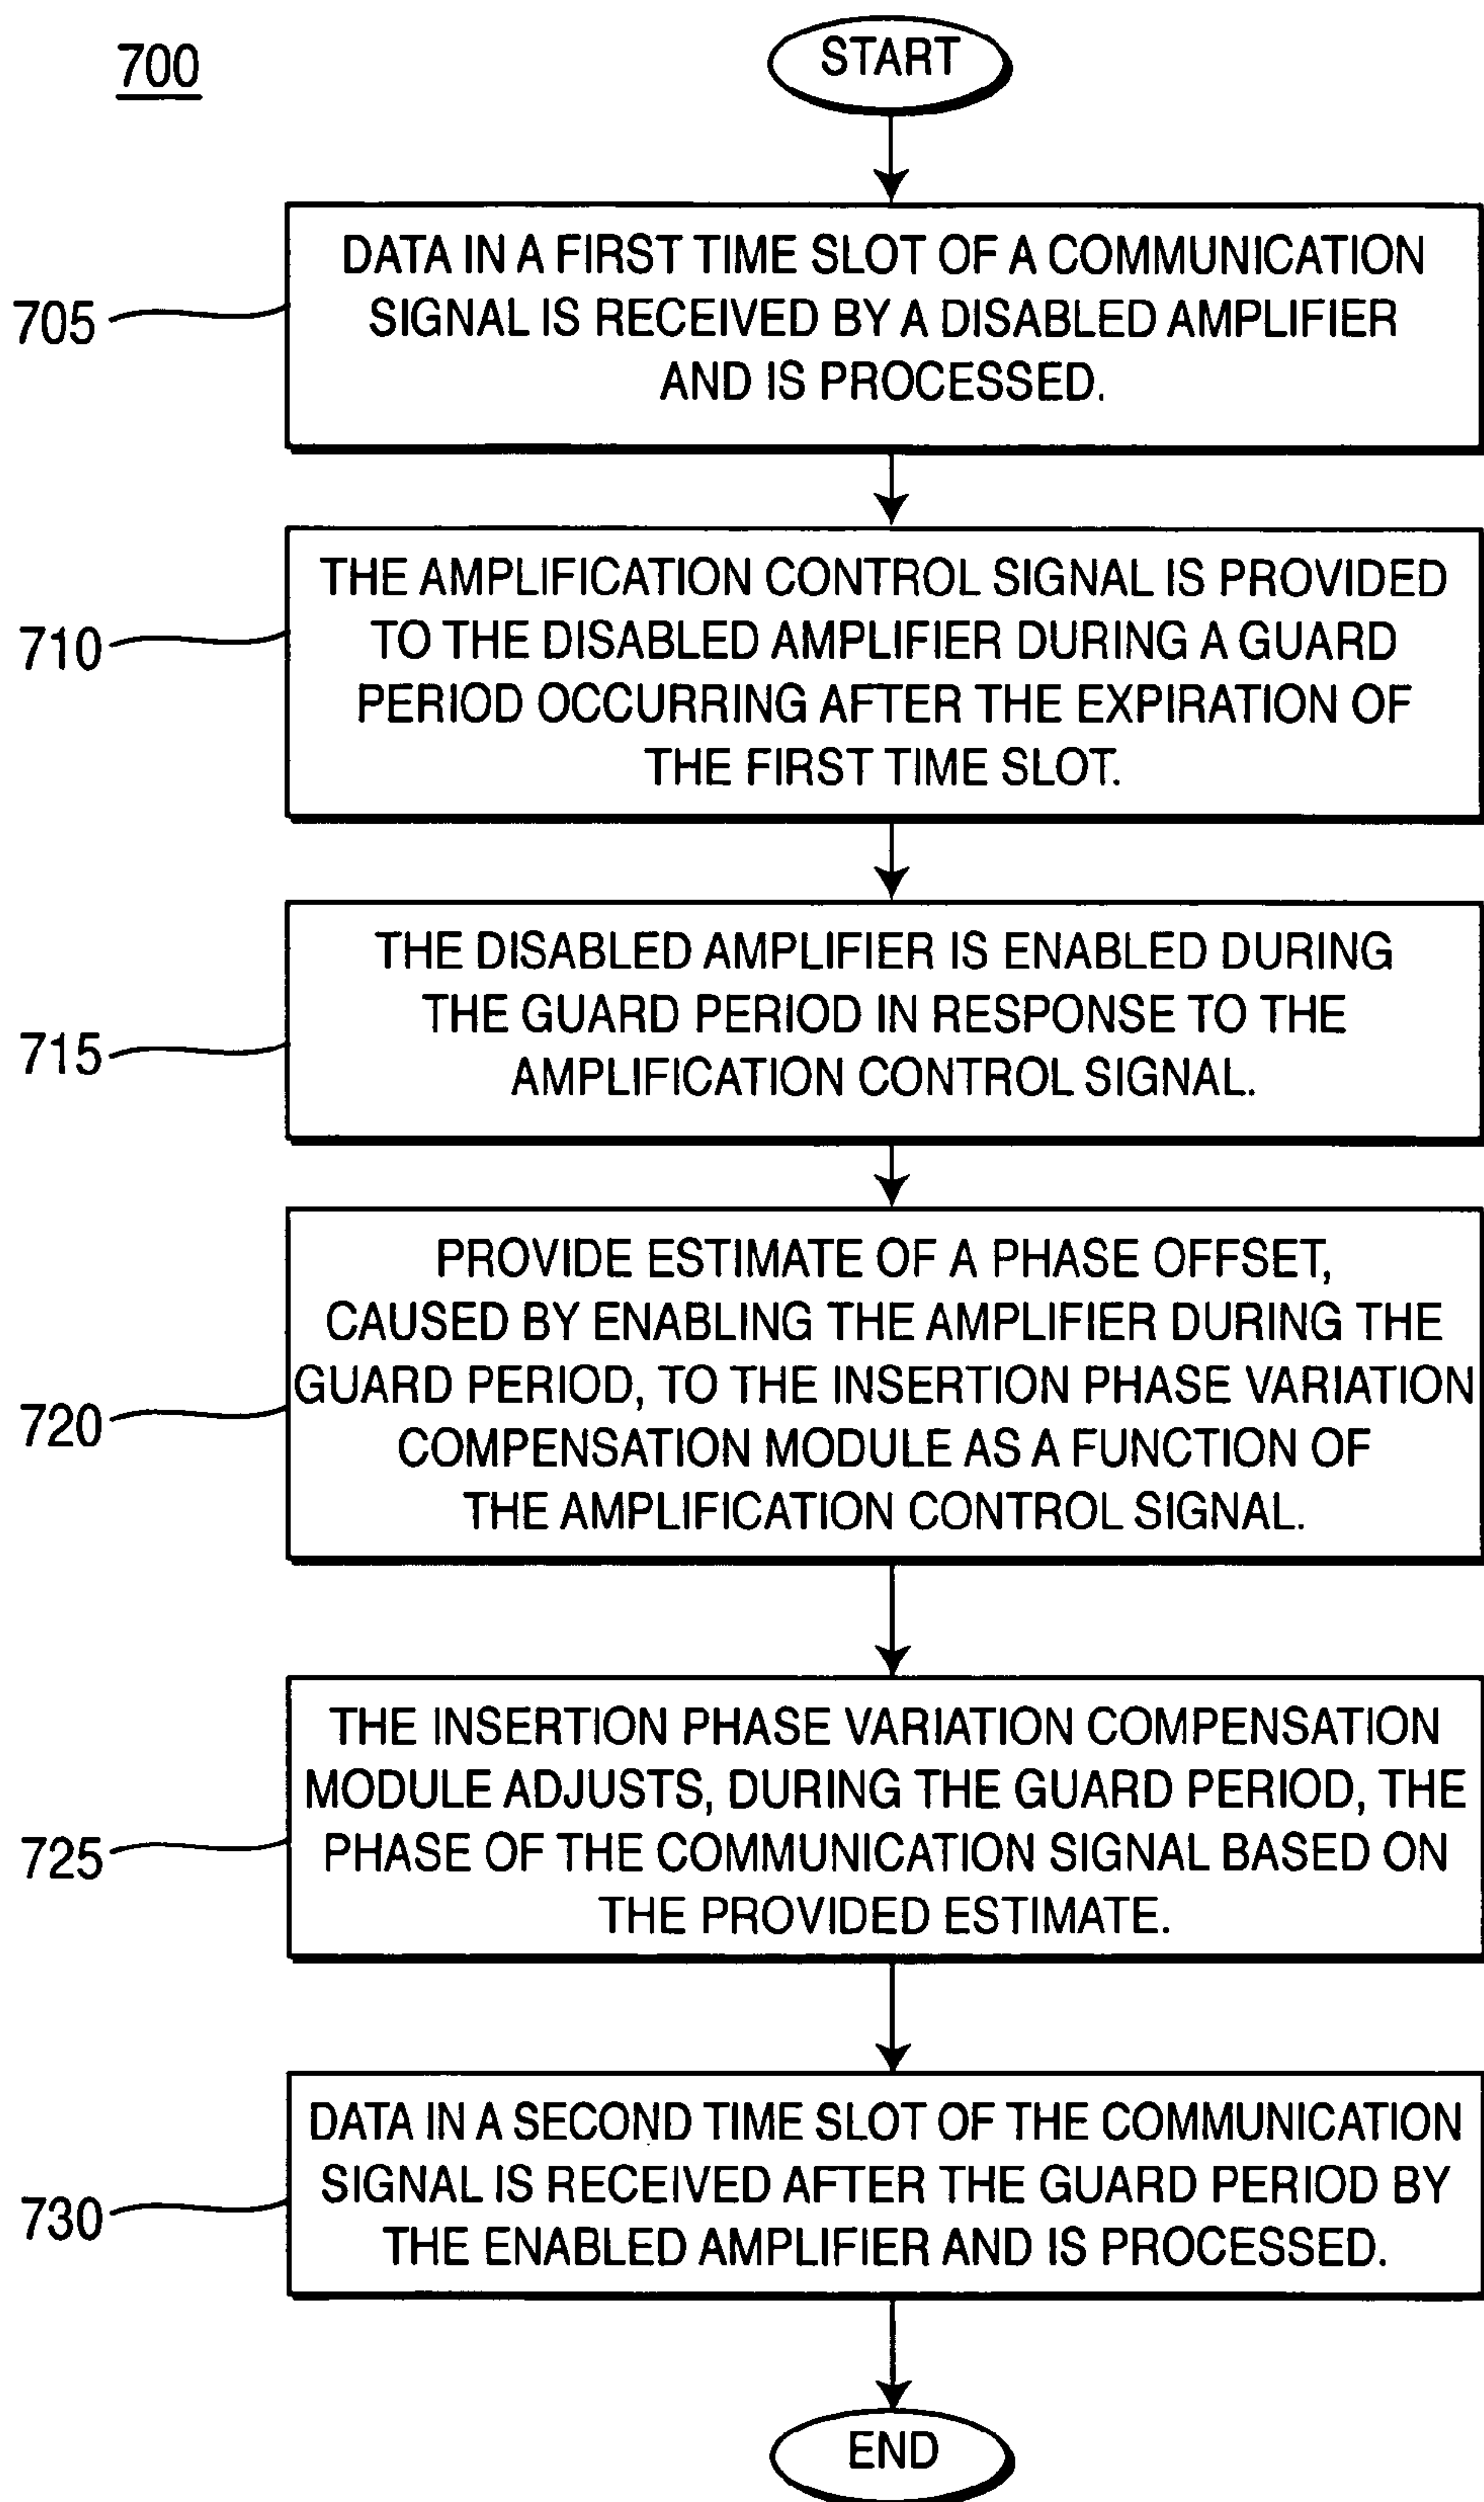 700
START
705
DATA IN A FIRST TIME SLOT OF A COMMUNICATION
SIGNAL IS RECEIVED BY A DISABLED AMPLIFIER
AND IS PROCESSED.
710
THE AMPLIFICATION CONTROL SIGNAL IS PROVIDED
TO THE DISABLED AMPLIFIER DURING A GUARD
PERIOD OCCURRING AFTER THE EXPIRATION OF
THE FIRST TIME SLOT.
715
THE DISABLED AMPLIFIER IS ENABLED DURING
THE GUARD PERIOD IN RESPONSE TO THE
AMPLIFICATION CONTROL SIGNAL.
720
PROVIDE ESTIMATE OF A PHASE OFFSET,
CAUSED BY ENABLING THE AMPLIFIER DURING THE
GUARD PERIOD, TO THE INSERTION PHASE VARIATION
COMPENSATION MODULE AS A FUNCTION OF
THE AMPLIFICATION CONTROL SIGNAL.
725
THE INSERTION PHASE VARIATION COMPENSATION
MODULE ADJUSTS, DURING THE GUARD PERIOD, THE
PHASE OF THE COMMUNICATION SIGNAL BASED ON
THE PROVIDED ESTIMATE.
730
DATA IN A SECOND TIME SLOT OF THE COMMUNICATION
SIGNAL IS RECEIVED AFTER THE GUARD PERIOD BY
THE ENABLED AMPLIFIER AND IS PROCESSED.
END